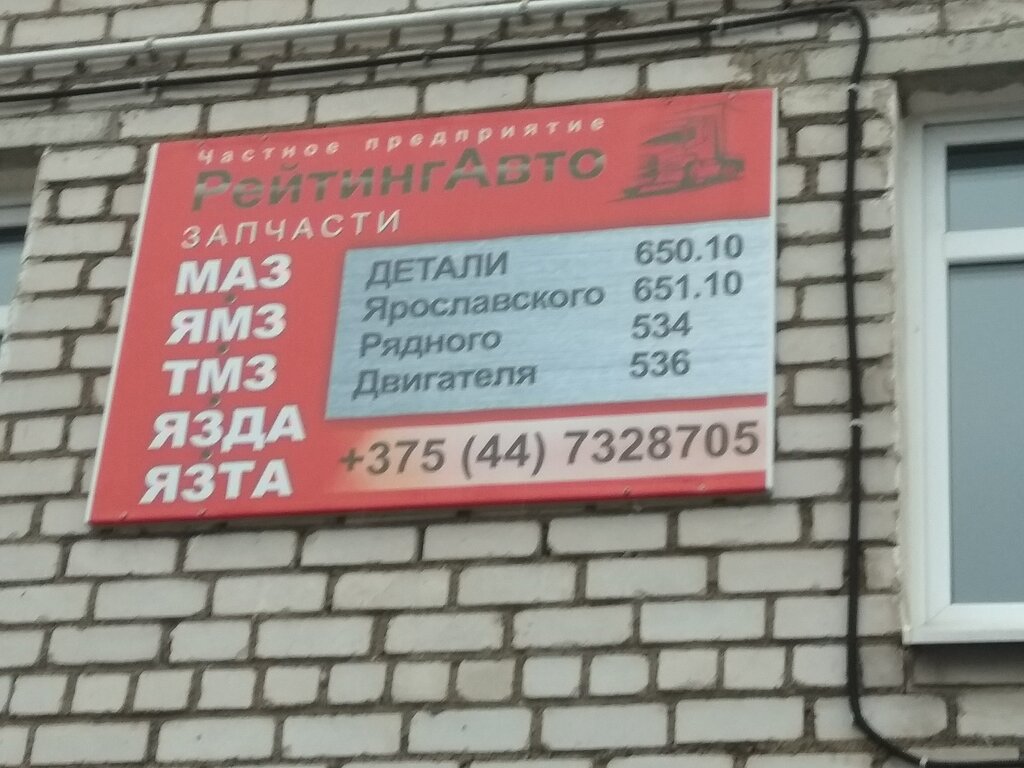 Частное предприятие
РейтингАвто
ЗАПЧАСТИ
МАЗ
ЯМЗ
ТМЗ
ЯЗДА
ЯЗТА
ДЕТАЛИ 650.10
Ярославского 651.10
Рядного 534
Двигателя 536
+375 (44) 7328705